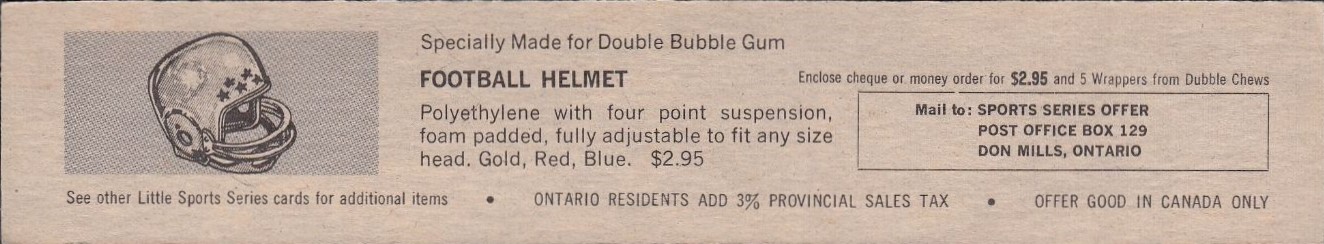 Specially Made for Double Bubble Gum
FOOTBALL HELMET
Polyethylene with four point suspension,
foam padded, fully adjustable to fit any size
head. Gold, Red, Blue. $2.95
Enclose cheque or money order for $2.95 and 5 Wrappers from Dubble Chews
Mail to: SPORTS SERIES OFFER
POST OFFICE BOX 129
DON MILLS, ONTARIO
See other Little Sports Series cards for additional items • ONTARIO RESIDENTS ADD 3% PROVINCIAL SALES TAX • OFFER GOOD IN CANADA ONLY